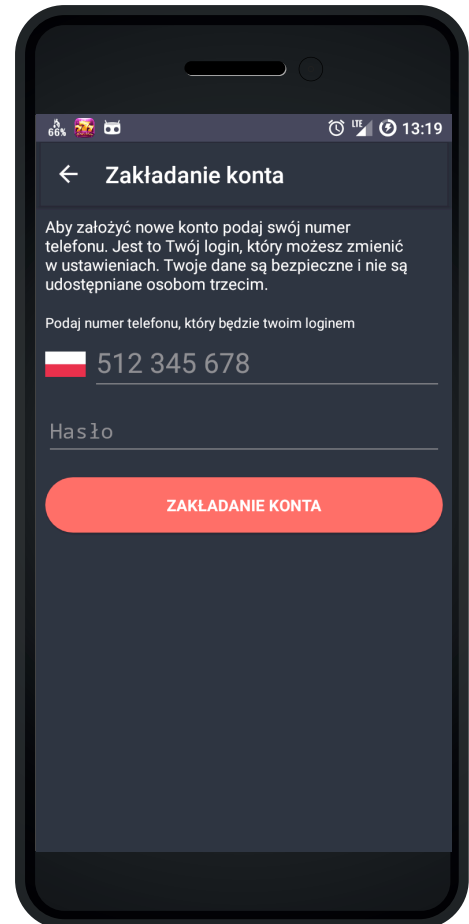 66% LTE 13:19
Zakładanie konta
Aby założyć nowe konto podaj swój numer
telefonu. Jest to Twój login, który możesz zmienić
w ustawieniach. Twoje dane są bezpieczne i nie są
udostępniane osobom trzecim.
Podaj numer telefonu, który będzie twoim loginem
512 345 678
Hasło
ZAKŁADANIE KONTA